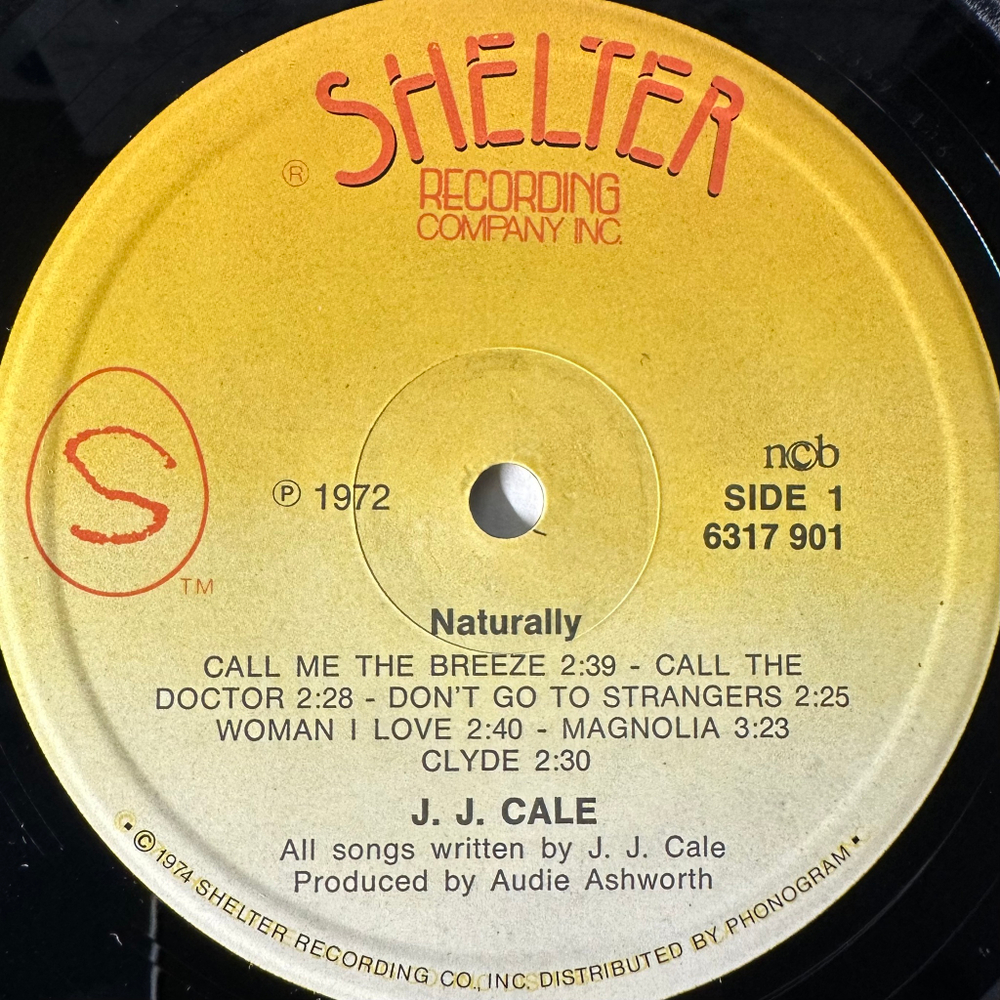 SHELTER
®
RECORDING
COMPANY INC.
S
TM
℗ 1972
ncb
SIDE 1
6317 901
Naturally
CALL ME THE BREEZE 2:39 - CALL THE
DOCTOR 2:28 - DON'T GO TO STRANGERS 2:25
WOMAN I LOVE 2:40 - MAGNOLIA 3:23
CLYDE 2:30
J. J. CALE
All songs written by J. J. Cale
Produced by Audie Ashworth
• © 1974 SHELTER RECORDING CO., INC. DISTRIBUTED BY PHONOGRAM •